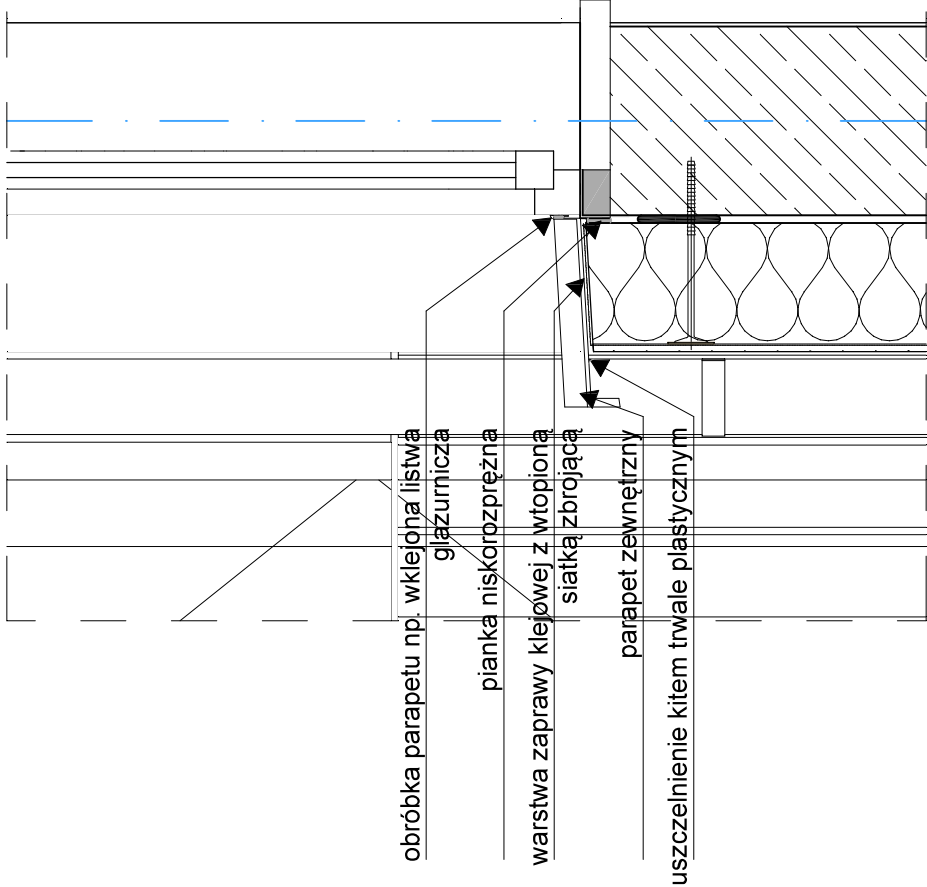 obróbka parapetu np. wklejona listwa
glazurnicza
pianka niskorozprężna
warstwa zaprawy klejowej z wtopioną
siatką zbrojącą
parapet zewnętrzny
uszczelnienie kitem trwale plastycznym